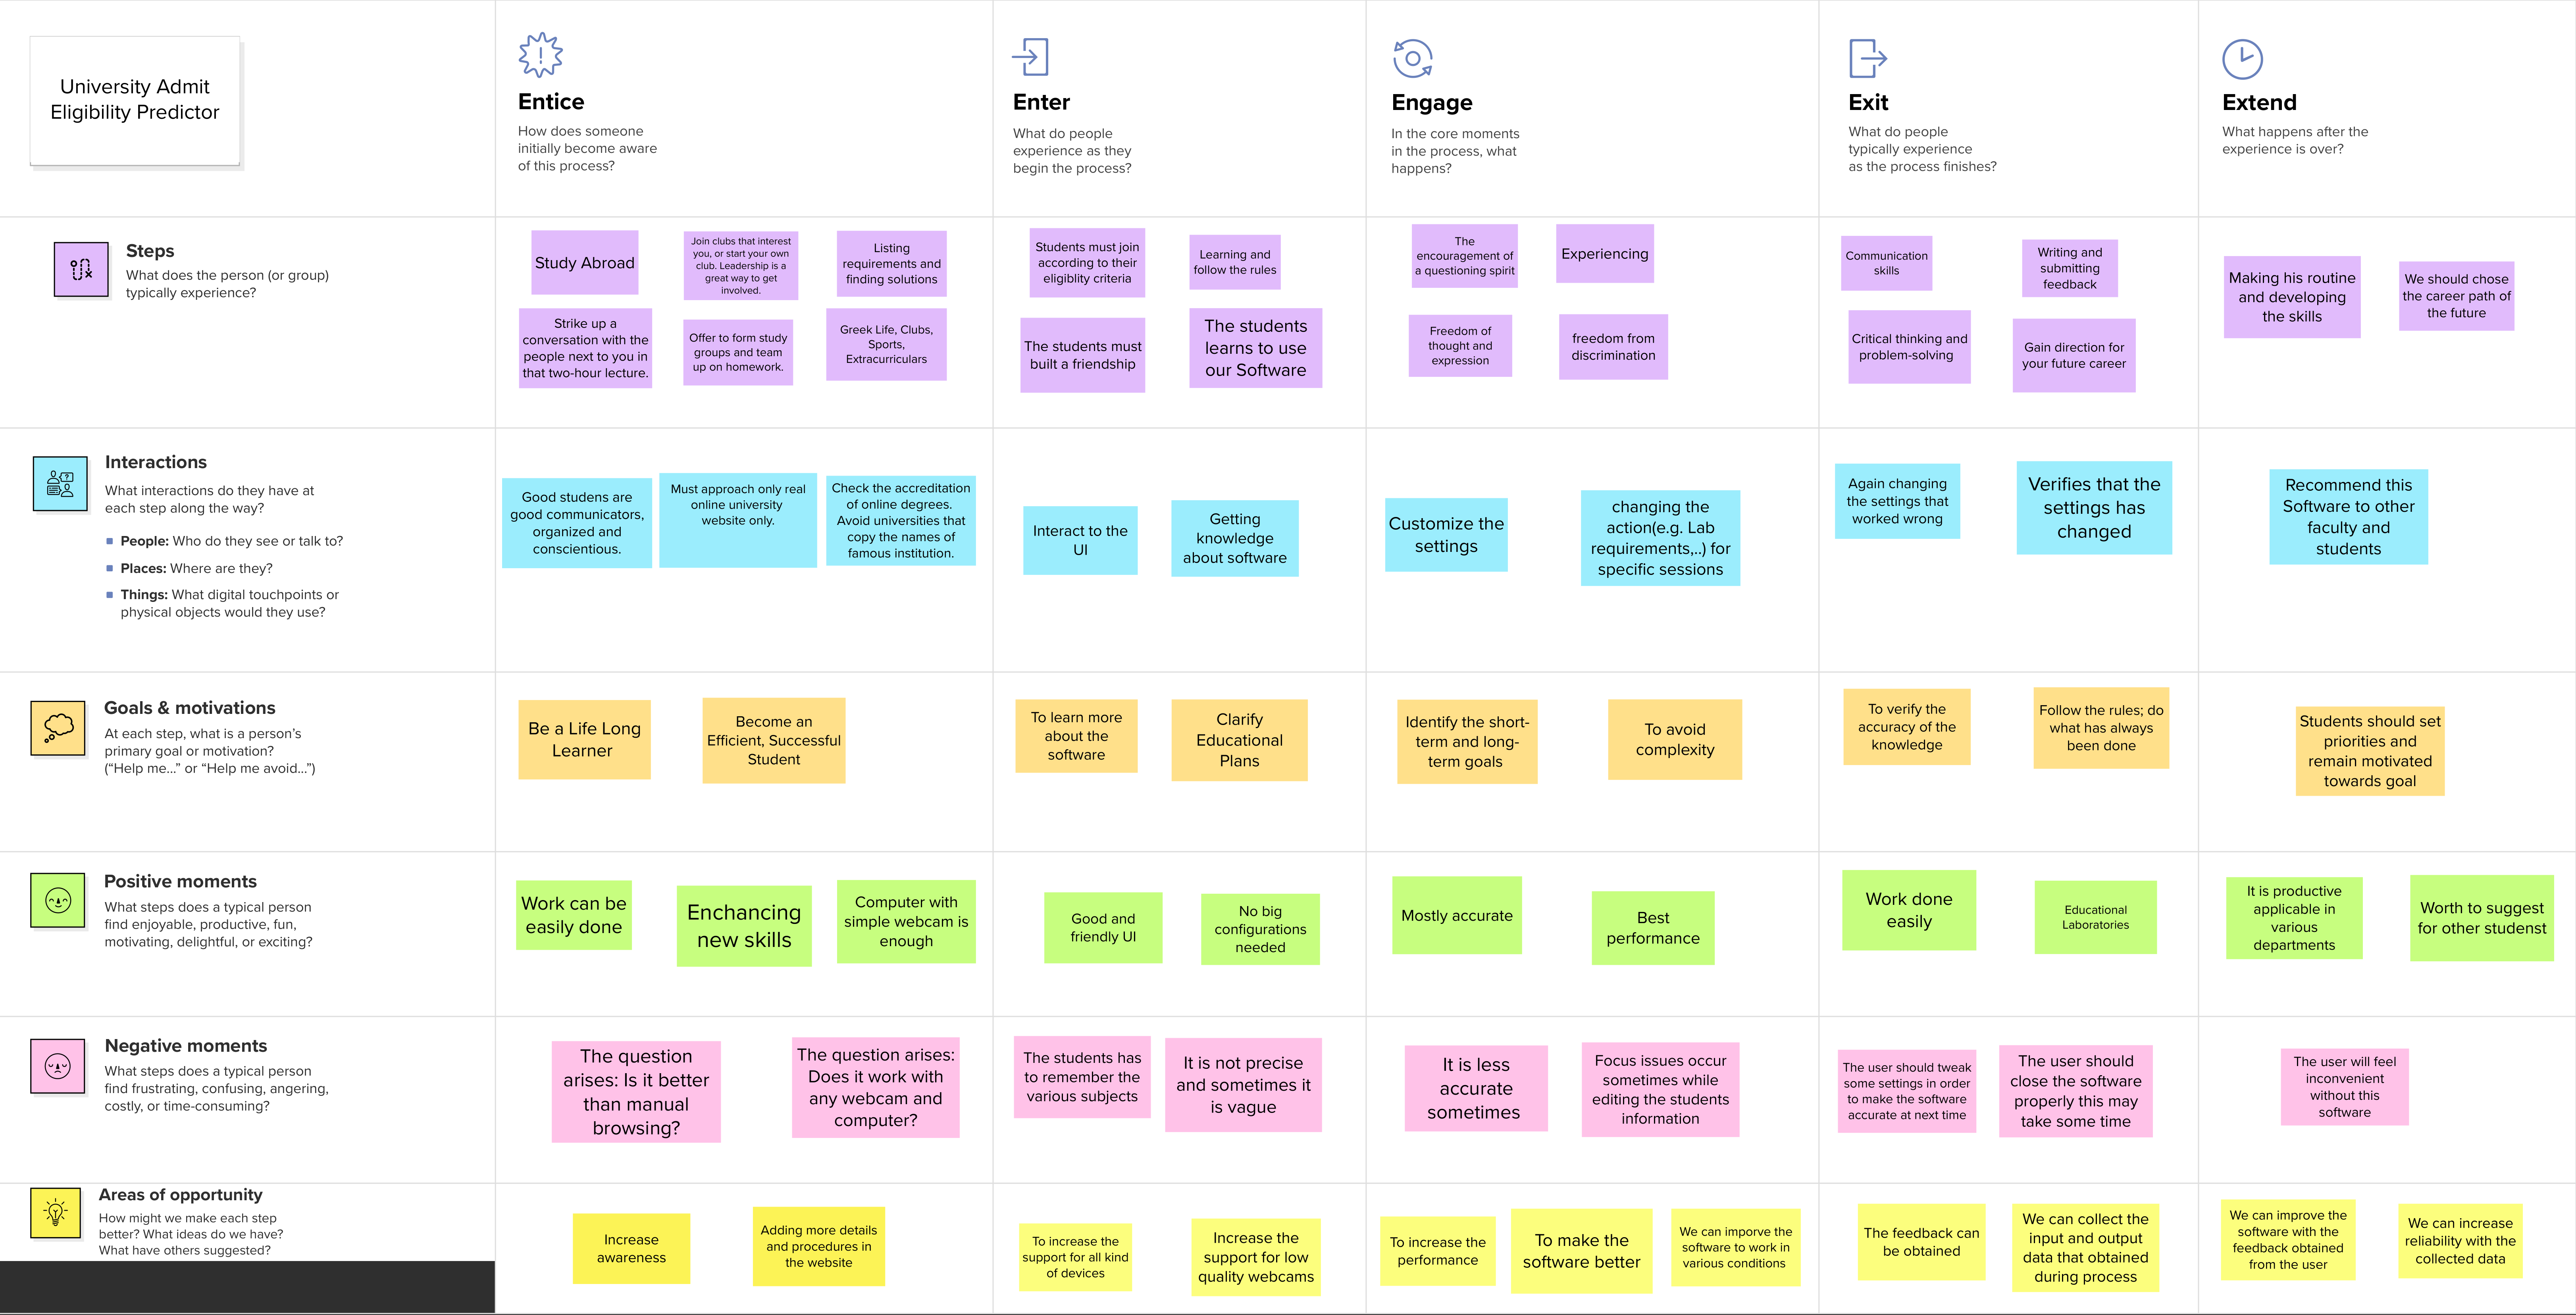 University Admit
Eligibility Predictor
Entice
How does someone
initially become aware
of this process?
Enter
What do people
experience as they
begin the process?
Engage
In the core moments
in the process, what
happens?
Exit
What do people
typically experience
as the process finishes?
Extend
What happens after the
experience is over?
Steps
What does the person (or group)
typically experience?
Study Abroad
Join clubs that interest
you, or start your own
club. Leadership is a
great way to get
involved.
Listing
requirements and
finding solutions
Strike up a
conversation with the
people next to you in
that two-hour lecture.
Offer to form study
groups and team
up on homework.
Greek Life, Clubs,
Sports,
Extracurriculars
Students must join
according to their
eligiblity criteria
Learning and
follow the rules
The students must
built a friendship
The students
learns to use
our Software
The
encouragement of
a questioning spirit
Experiencing
Freedom of
thought and
expression
freedom from
discrimination
Communication
skills
Writing and
submitting
feedback
Critical thinking and
problem-solving
Gain direction for
your future career
Making his routine
and developing
the skills
We should chose
the career path of
the future
Interactions
What interactions do they have at
each step along the way?
People: Who do they see or talk to?
Places: Where are they?
Things: What digital touchpoints or
physical objects would they use?
Good studens are
good communicators,
organized and
conscientious.
Must approach only real
online university
website only.
Check the accreditation
of online degrees.
Avoid universities that
copy the names of
famous institution.
Interact to the
UI
Getting
knowledge
about software
Customize the
settings
changing the
action(e.g. Lab
requirements,..) for
specific sessions
Again changing
the settings that
worked wrong
Verifies that the
settings has
changed
Recommend this
Software to other
faculty and
students
Goals & motivations
At each step, what is a person’s
primary goal or motivation?
(“Help me...” or “Help me avoid...”)
Be a Life Long
Learner
Become an
Efficient, Successful
Student
To learn more
about the
software
Clarify
Educational
Plans
Identify the short-
term and long-
term goals
To avoid
complexity
To verify the
accuracy of the
knowledge
Follow the rules; do
what has always
been done
Students should set
priorities and
remain motivated
towards goal
Positive moments
What steps does a typical person
find enjoyable, productive, fun,
motivating, delightful, or exciting?
Work can be
easily done
Enchancing
new skills
Computer with
simple webcam is
enough
Good and
friendly UI
No big
configurations
needed
Mostly accurate
Best
performance
Work done
easily
Educational
Laboratories
It is productive
applicable in
various
departments
Worth to suggest
for other studenst
Negative moments
What steps does a typical person
find frustrating, confusing, angering,
costly, or time-consuming?
The question
arises: Is it better
than manual
browsing?
The question arises:
Does it work with
any webcam and
computer?
The students has
to remember the
various subjects
It is not precise
and sometimes it
is vague
It is less
accurate
sometimes
Focus issues occur
sometimes while
editing the students
information
The user should tweak
some settings in order
to make the software
accurate at next time
The user should
close the software
properly this may
take some time
The user will feel
inconvenient
without this
software
Areas of opportunity
How might we make each step
better? What ideas do we have?
What have others suggested?
Increase
awareness
Adding more details
and procedures in
the website
To increase the
support for all kind
of devices
Increase the
support for low
quality webcams
To increase the
performance
To make the
software better
We can imporve the
software to work in
various conditions
The feedback can
be obtained
We can collect the
input and output
data that obtained
during process
We can improve the
software with the
feedback obtained
from the user
We can increase
reliability with the
collected data